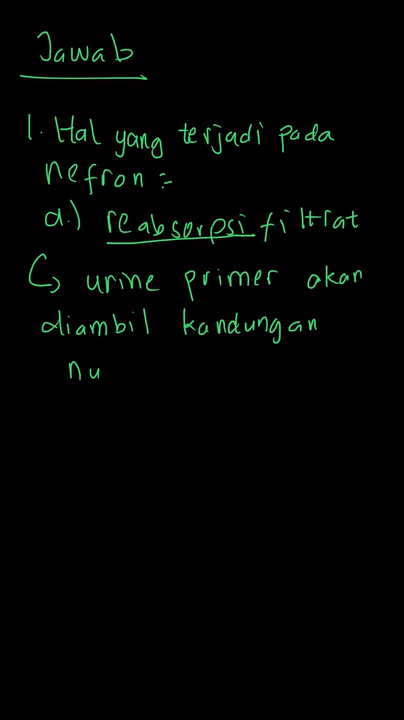 Jawab
1. Hal yang terjadi pada
nefron :
a.) reabsorpsi filtrat
↳ urine primer akan
diambil kandungan
nu